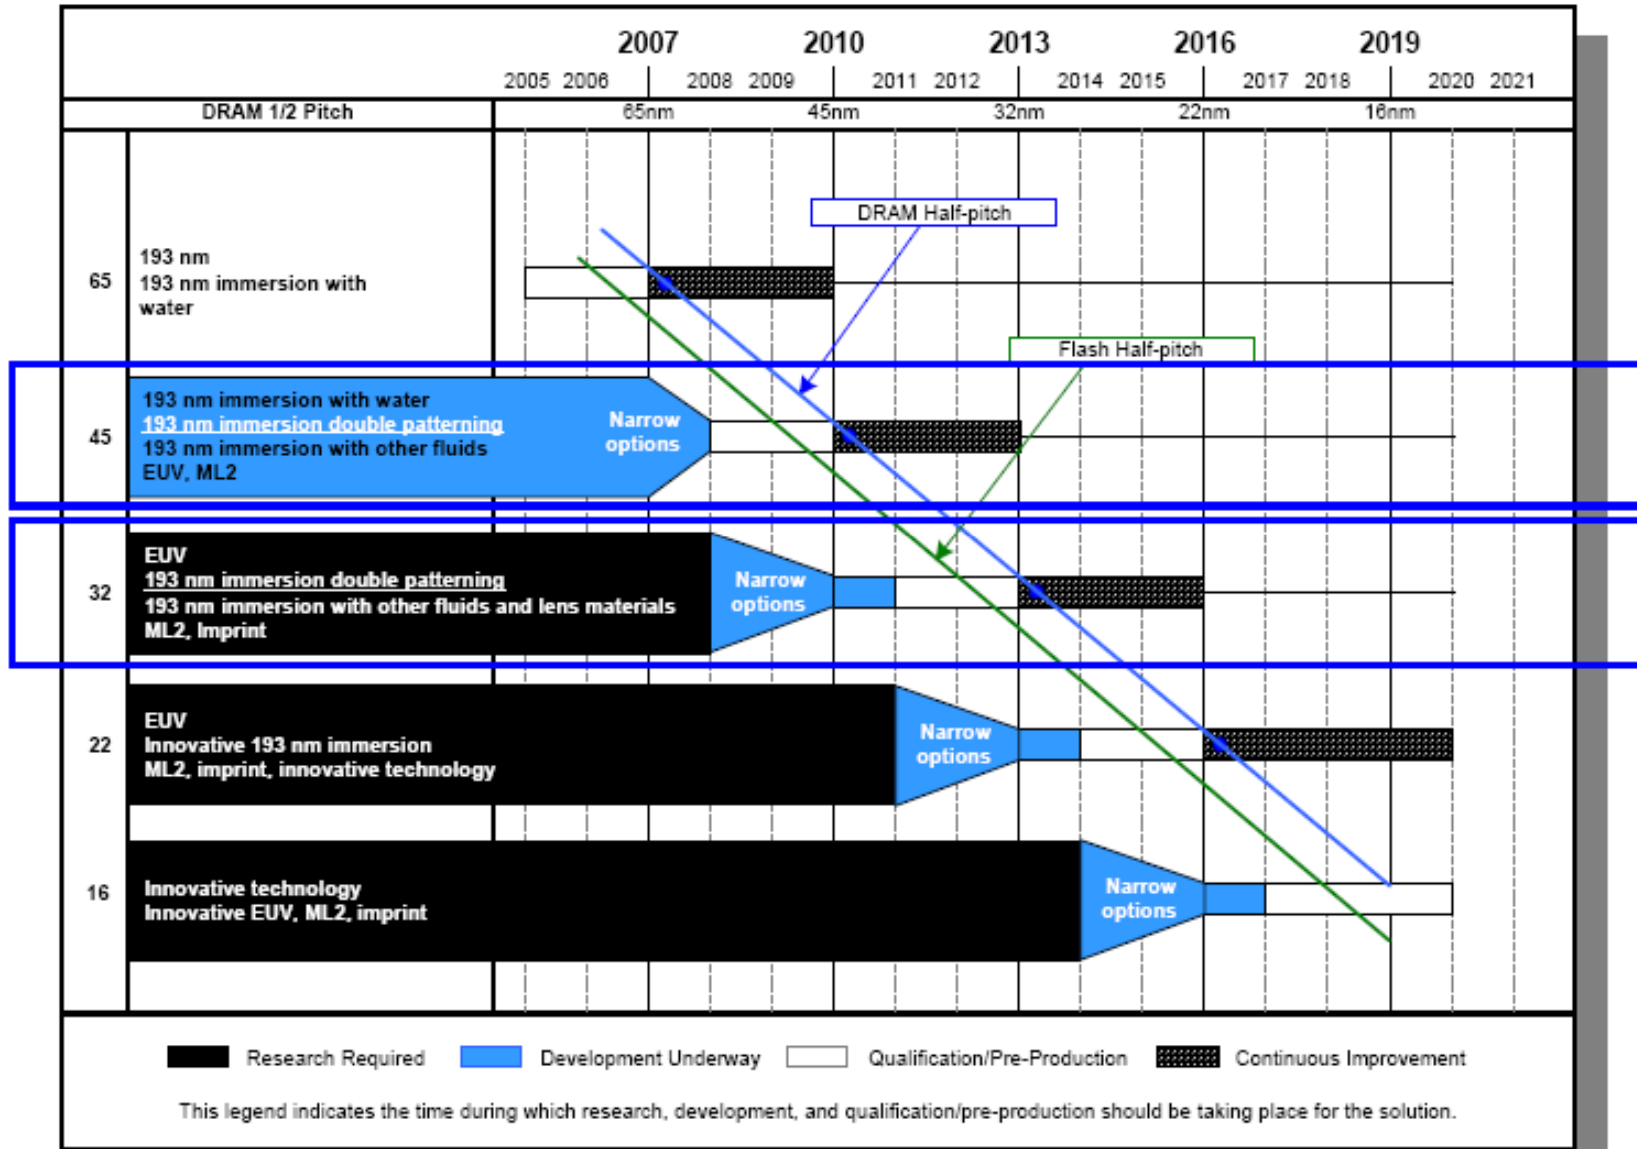 2007 2010 2013 2016 2019
2005 2006 2008 2009 2011 2012 2014 2015 2017 2018 2020 2021
DRAM 1/2 Pitch 65nm 45nm 32nm 22nm 16nm
DRAM Half-pitch
65
193 nm
193 nm immersion with
water
Flash Half-pitch
45
193 nm immersion with water
193 nm immersion double patterning
193 nm immersion with other fluids
EUV, ML2
Narrow
options
32
EUV
193 nm immersion double patterning
193 nm immersion with other fluids and lens materials
ML2, Imprint
Narrow
options
22
EUV
Innovative 193 nm immersion
ML2, imprint, innovative technology
Narrow
options
16
Innovative technology
Innovative EUV, ML2, imprint
Narrow
options
Research Required Development Underway Qualification/Pre-Production Continuous Improvement
This legend indicates the time during which research, development, and qualification/pre-production should be taking place for the solution.